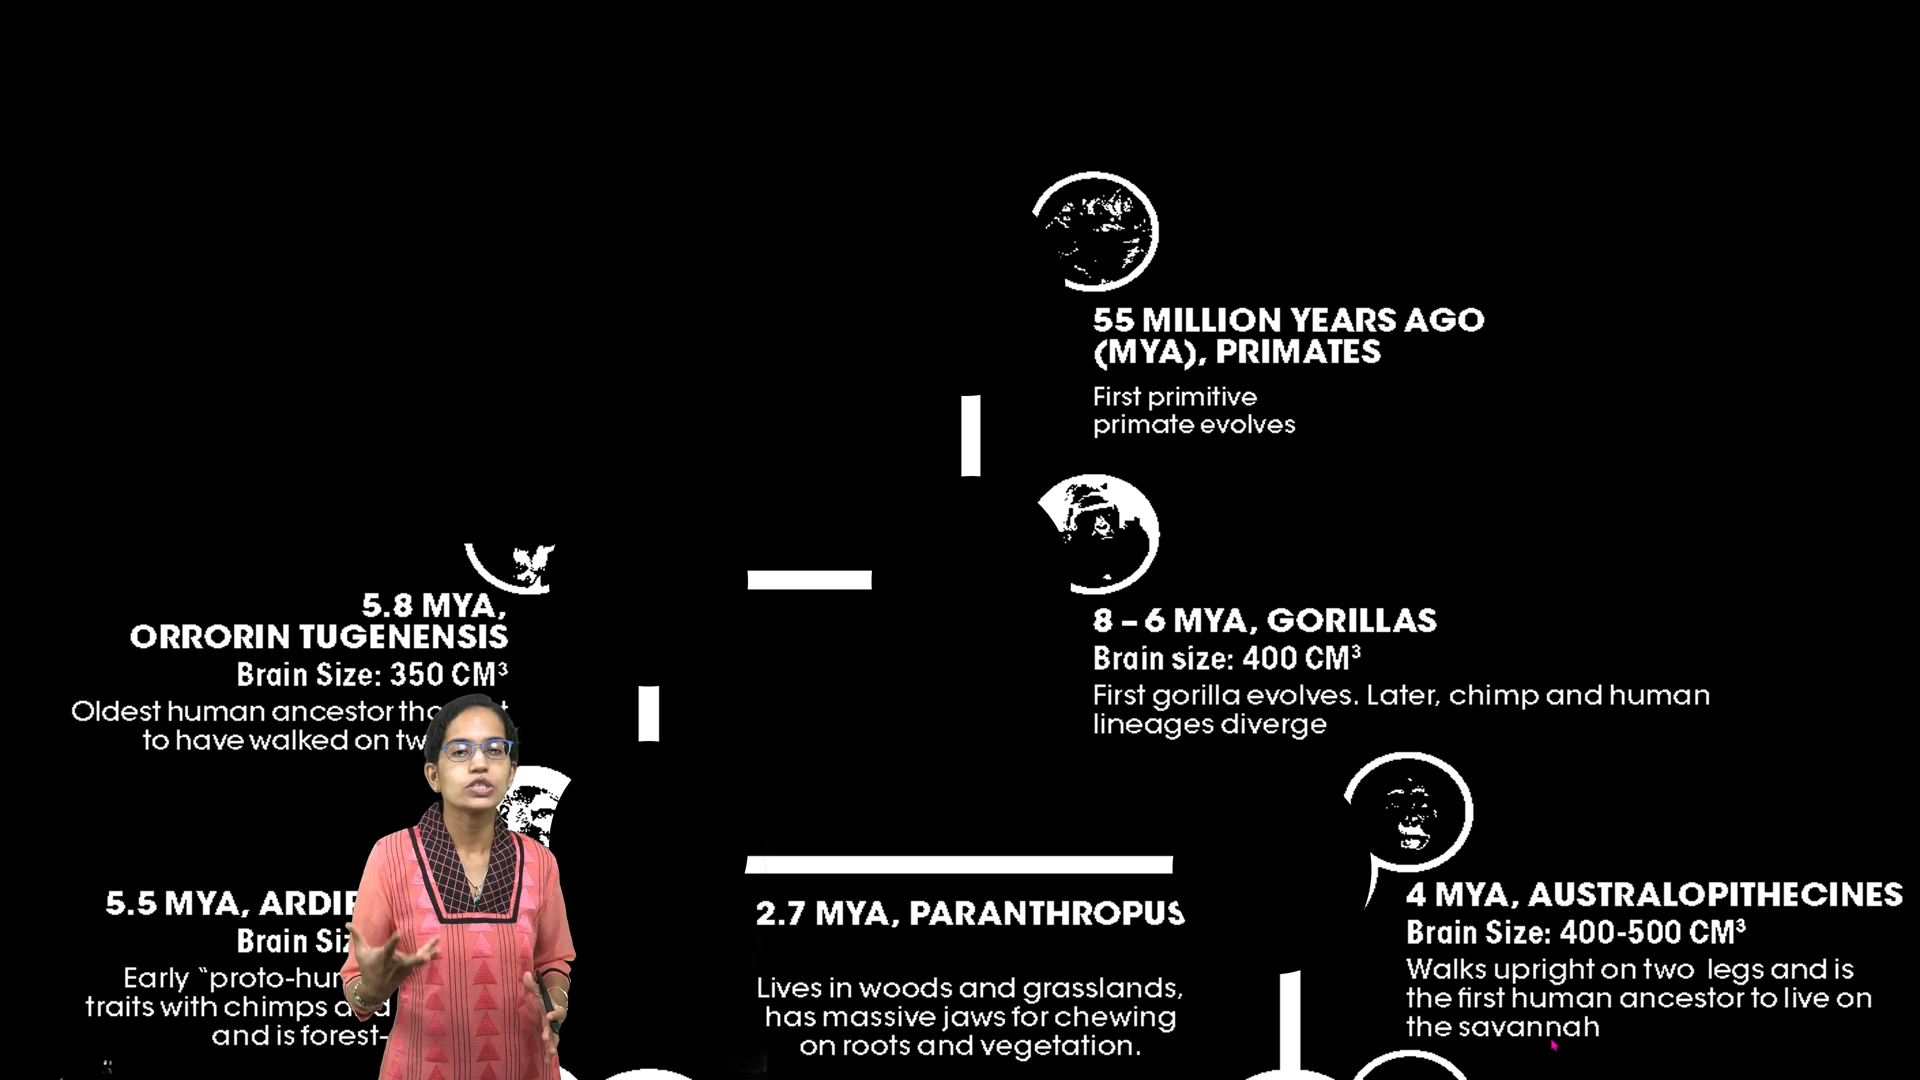 55 MILLION YEARS AGO
(MYA), PRIMATES
First primitive
primate evolves
5.8 MYA,
ORRORIN TUGENENSIS
Brain Size: 350 CM³
Oldest human ancestor
to have walked on
8 – 6 MYA, GORILLAS
Brain size: 400 CM³
First gorilla evolves. Later, chimp and human
lineages diverge
5.5 MYA,
Brain
Early “proto-
traits with chimps
and is forest-
2.7 MYA, PARANTHROPUS
Lives in woods and grasslands,
has massive jaws for chewing
on roots and vegetation.
4 MYA, AUSTRALOPITHECINES
Brain Size: 400-500 CM³
Walks upright on two legs and is
the first human ancestor to live on
the savannah